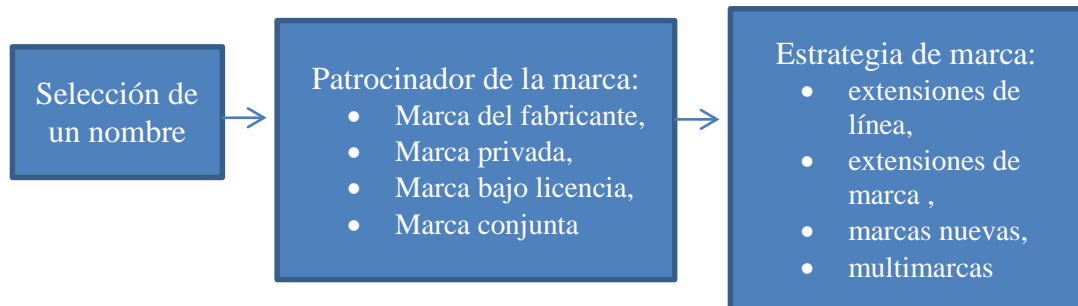 Selección de
un nombre
Patrocinador de la marca:
• Marca del fabricante,
• Marca privada,
• Marca bajo licencia,
• Marca conjunta
Estrategia de marca:
• extensiones de
línea,
• extensiones de
marca ,
• marcas nuevas,
• multimarcas